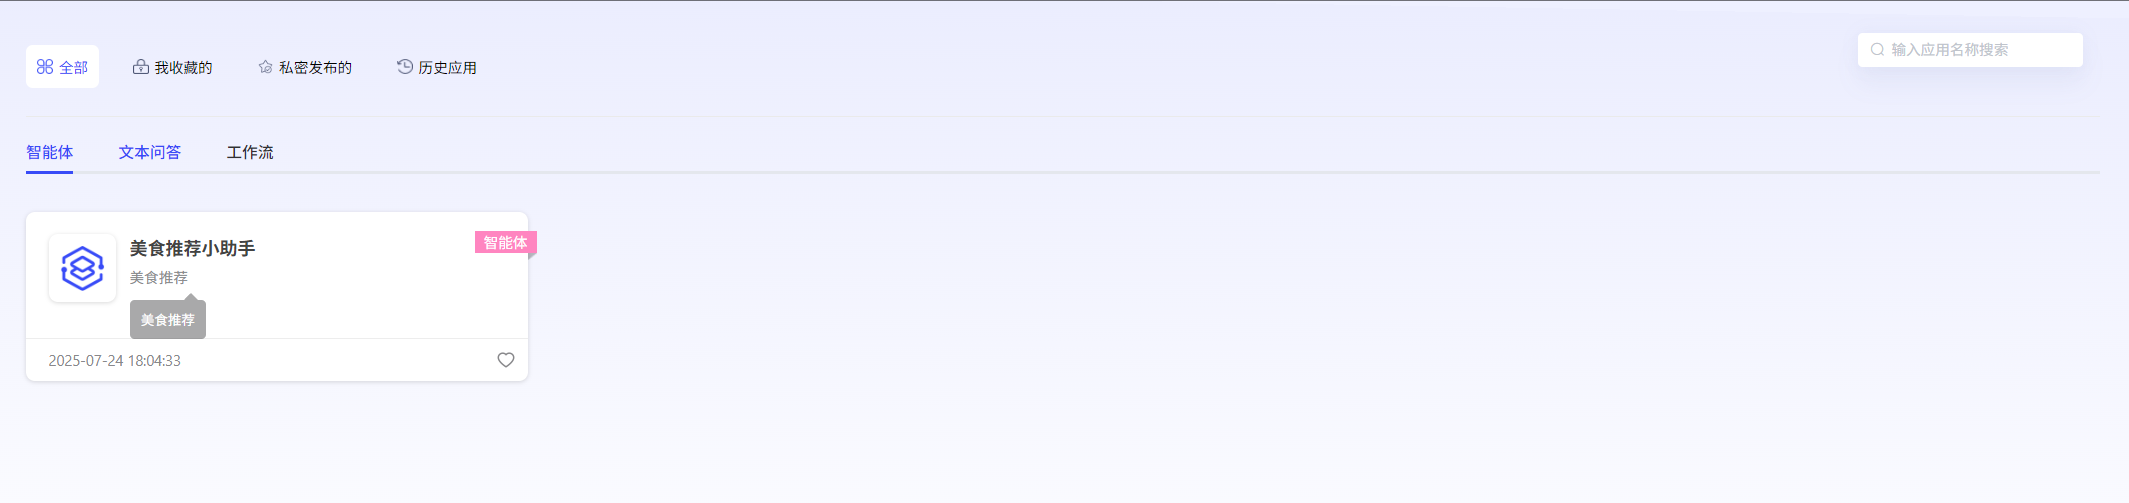 全部 我收藏的 私密发布的 历史应用 输入应用名称搜索
智能体 文本问答 工作流
美食推荐小助手 智能体
美食推荐
美食推荐
2025-07-24 18:04:33